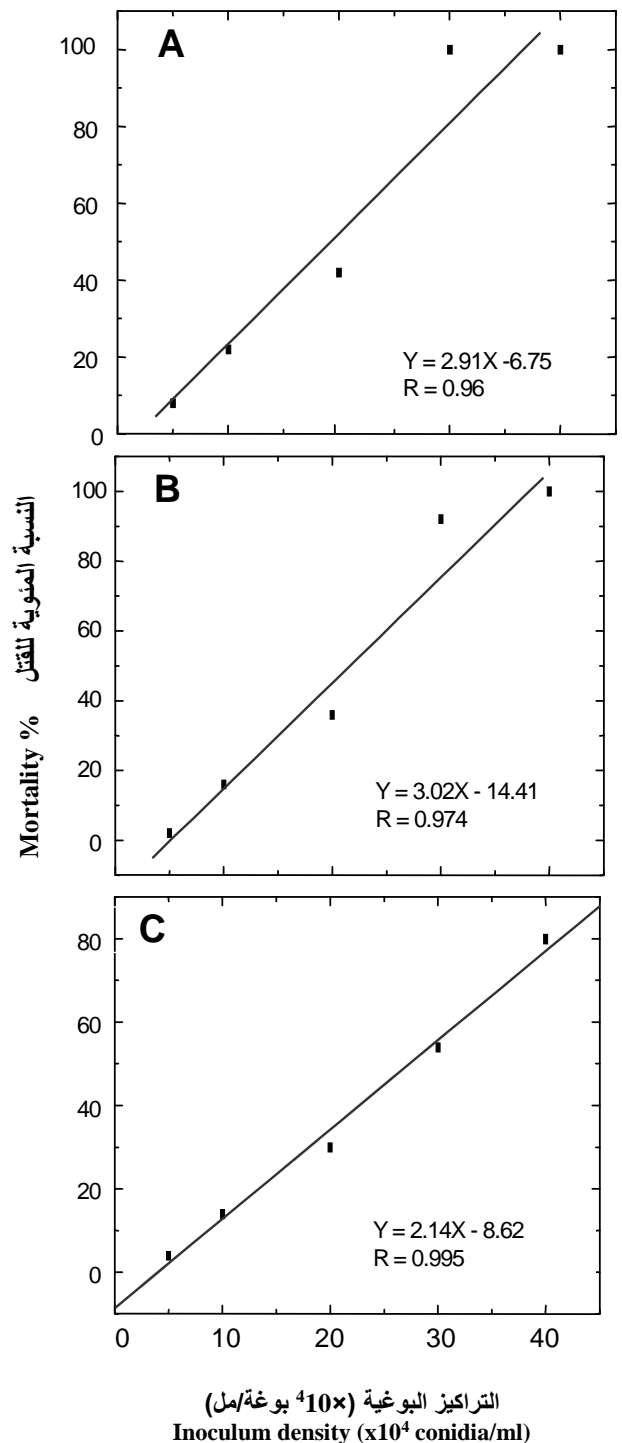 A
100
80
60
40
20
0
Y = 2.91X -6.75
R = 0.96
B
100
80
60
40
20
0
Y = 3.02X - 14.41
R = 0.974
C
80
60
40
20
0
Y = 2.14X - 8.62
R = 0.995
0 10 20 30 40
النسبة المئوية للقتل
Mortality %
التراكيز البوغية (×10⁴ بوغة/مل)
Inoculum density (x10⁴ conidia/ml)